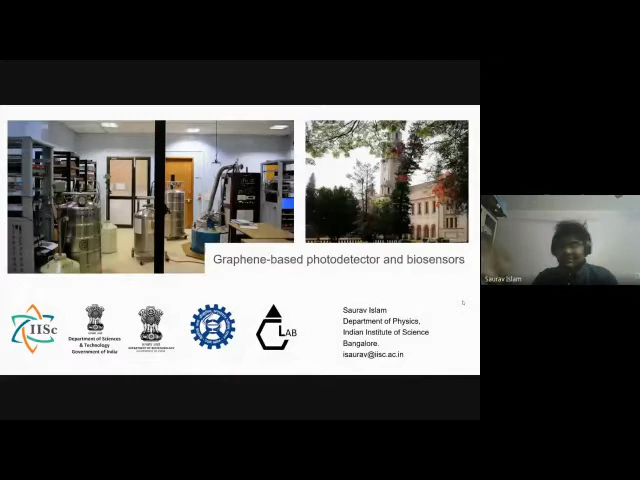 Graphene-based photodetector and biosensors
Saurav Islam
Saurav Islam
Department of Physics,
Indian Institute of Science
Bangalore.
isaurav@iisc.ac.in
IISc
Department of Sciences
& Technology
Government of India
LAB